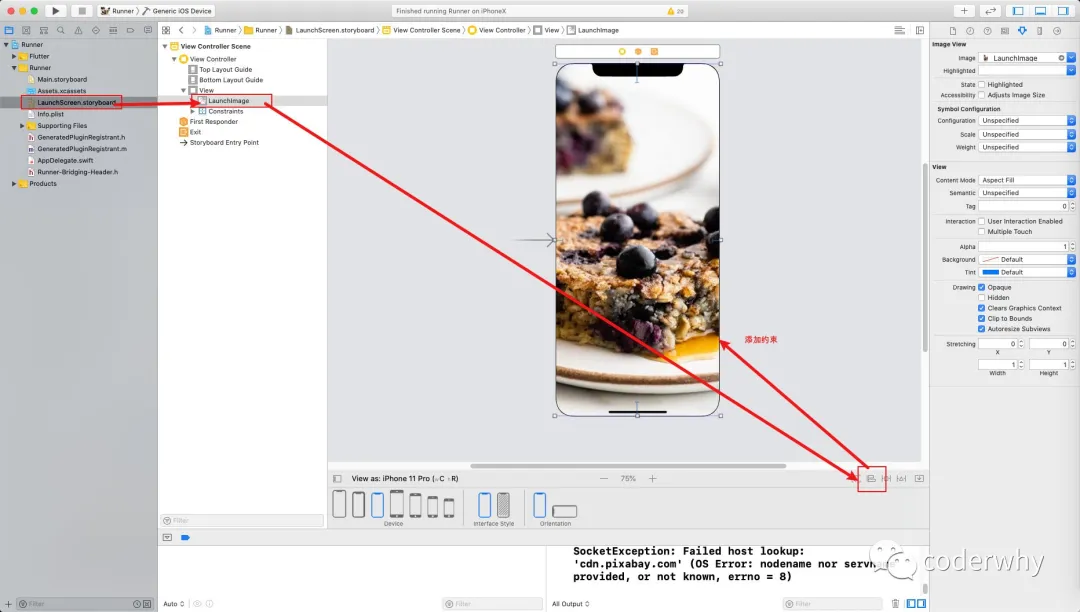 Runner
Generic iOS Device
Finished running Runner on iPhoneX
28
Runner
Flutter
Runner
Main.storyboard
Assets.xcassets
LaunchScreen.storyboard
Info.plist
Supporting Files
GeneratedPluginRegistrant.h
GeneratedPluginRegistrant.m
AppDelegate.swift
Runner-Bridging-Header.h
Products
Filter
Runner
Runner
LaunchScreen.storyboard
View Controller Scene
View Controller
View
LaunchImage
View Controller Scene
View Controller
Top Layout Guide
Bottom Layout Guide
View
LaunchImage
Constraints
First Responder
Exit
Storyboard Entry Point
Filter
添加约束
View as: iPhone 11 Pro (wC hR)
75%
Device
Interface Style
Orientation
Auto
Filter
SocketException: Failed host lookup:
'cdn.pixabay.com' (OS Error: nodename nor servname
provided, or not known, errno = 8)
All Output
Filter
Image View
Image
LaunchImage
Highlighted
State
Highlighted
Accessibility
Adjusts Image Size
Symbol Configuration
Configuration
Unspecified
Scale
Unspecified
Weight
Unspecified
View
Content Mode
Aspect Fill
Semantic
Unspecified
Tag
0
Interaction
User Interaction Enabled
Multiple Touch
Alpha
1
Background
Default
Tint
Default
Drawing
Opaque
Hidden
Clears Graphics Context
Clip to Bounds
Autoresize Subviews
Stretching
0
0
X
Y
1
1
Width
Height
coderwhy